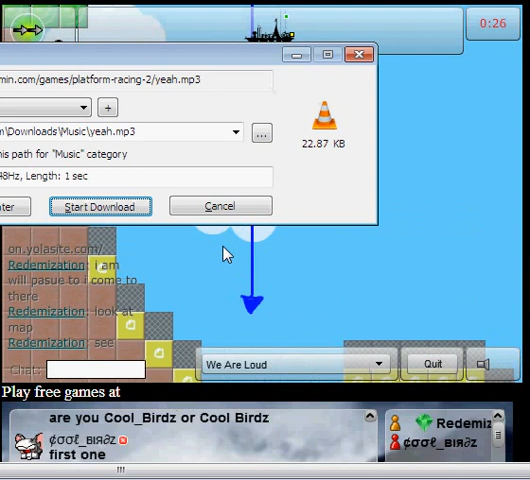 0:26
min.com/games/platform-racing-2/yeah.mp3
+
m\Downloads\Music\yeah.mp3
...
22.87 KB
his path for "Music" category
48Hz, Length: 1 sec
ater
Start Download
Cancel
on.yolasite.com/
Redemization: i am
will pasue to i come to
there
Redemization: look at
map
Redemization: see
Chat:
We Are Loud
Quit
Play free games at
are you Cool_Birdz or Cool Birdz
Redemiz
¢σσℓ_вιя∂z
¢σσℓ_вιя∂z
first one